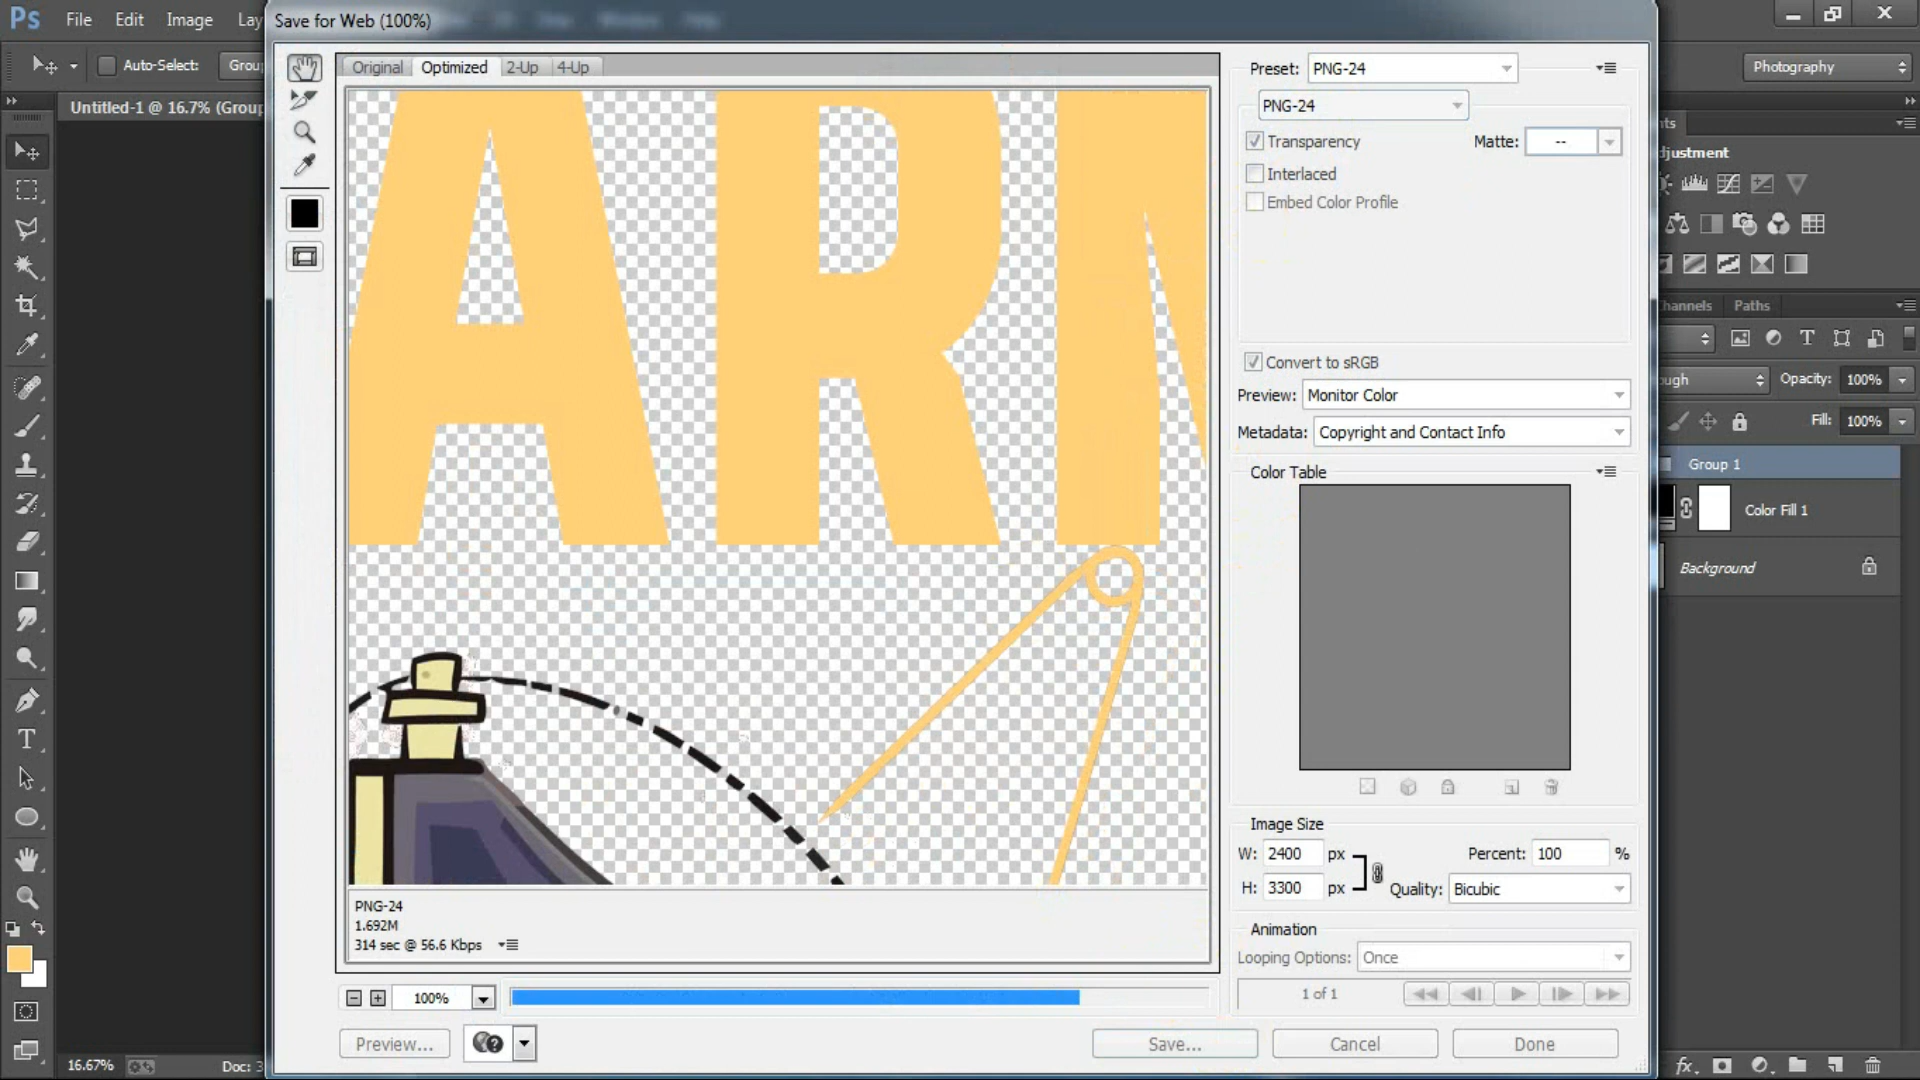 Ps File Edit Image Lay
Save for Web (100%)
Auto-Select: Grou
Photography
Untitled-1 @ 16.7% (Group
Original Optimized 2-Up 4-Up
Preset: PNG-24
PNG-24
Transparency Matte: --
Interlaced
Embed Color Profile
Convert to sRGB
Preview: Monitor Color
Metadata: Copyright and Contact Info
Color Table
ARM
Image Size
W: 2400 px Percent: 100 %
H: 3300 px Quality: Bicubic
PNG-24
1.692M
314 sec @ 56.6 Kbps
Animation
Looping Options: Once
1 of 1
100%
Preview... Save... Cancel Done
nts
djustment
hannels Paths
ough Opacity: 100%
Fill: 100%
Group 1
Color Fill 1
Background
16.67% Doc: 3
fx